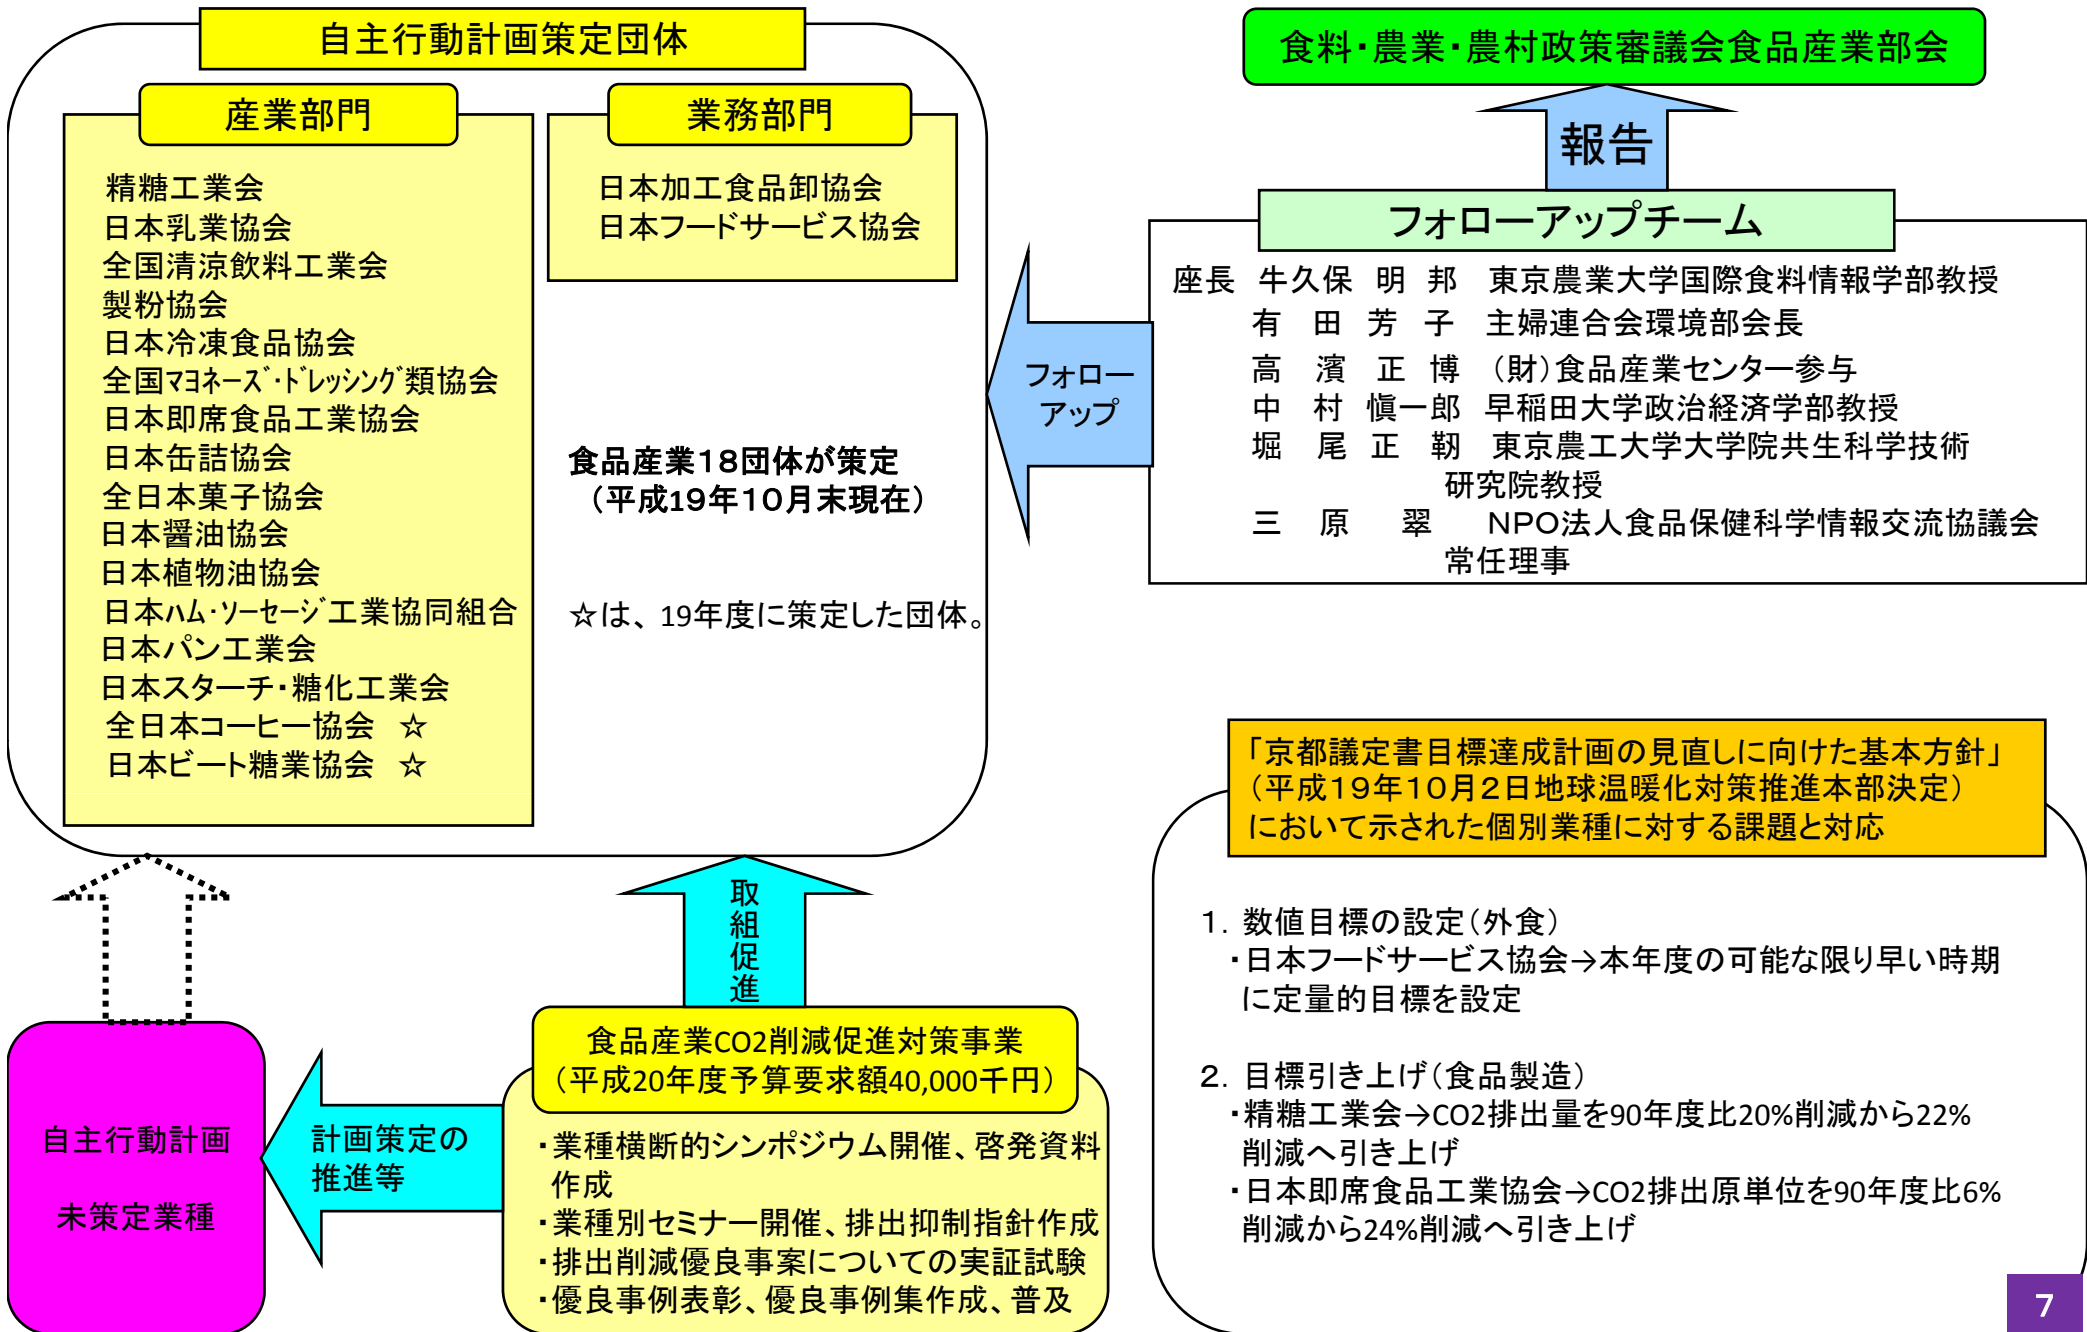 自主行動計画策定団体
産業部門
精糖工業会
日本乳業協会
全国清涼飲料工業会
製粉協会
日本冷凍食品協会
全国ﾏﾖﾈｰｽﾞ・ﾄﾞﾚｯｼﾝｸﾞ類協会
日本即席食品工業協会
日本缶詰協会
全日本菓子協会
日本醤油協会
日本植物油協会
日本ﾊﾑ・ｿｰｾｰｼﾞ工業協同組合
日本パン工業会
日本スターチ・糖化工業会
全日本コーヒー協会 ☆
日本ビート糖業協会 ☆
業務部門
日本加工食品卸協会
日本フードサービス協会
食品産業１８団体が策定
（平成19年１０月末現在）
☆は、19年度に策定した団体。
食料・農業・農村政策審議会食品産業部会
報告
フォローアップチーム
座長 牛久保 明 邦 東京農業大学国際食料情報学部教授
有 田 芳 子 主婦連合会環境部会長
高 濱 正 博 （財）食品産業センター参与
中 村 愼一郎 早稲田大学政治経済学部教授
堀 尾 正 靭 東京農工大学大学院共生科学技術
研究院教授
三 原 翠 ＮＰＯ法人食品保健科学情報交流協議会
常任理事
フォロー
アップ
取組促進
食品産業CO2削減促進対策事業
（平成20年度予算要求額40,000千円）
・業種横断的シンポジウム開催、啓発資料
作成
・業種別セミナー開催、排出抑制指針作成
・排出削減優良事案についての実証試験
・優良事例表彰、優良事例集作成、普及
計画策定の
推進等
自主行動計画
未策定業種
「京都議定書目標達成計画の見直しに向けた基本方針」
（平成１９年１０月２日地球温暖化対策推進本部決定）
において示された個別業種に対する課題と対応
１．数値目標の設定（外食）
・日本フードサービス協会→本年度の可能な限り早い時期
に定量的目標を設定
２．目標引き上げ（食品製造）
・精糖工業会→CO2排出量を90年度比20%削減から22%
削減へ引き上げ
・日本即席食品工業協会→CO2排出原単位を90年度比6%
削減から24%削減へ引き上げ
7